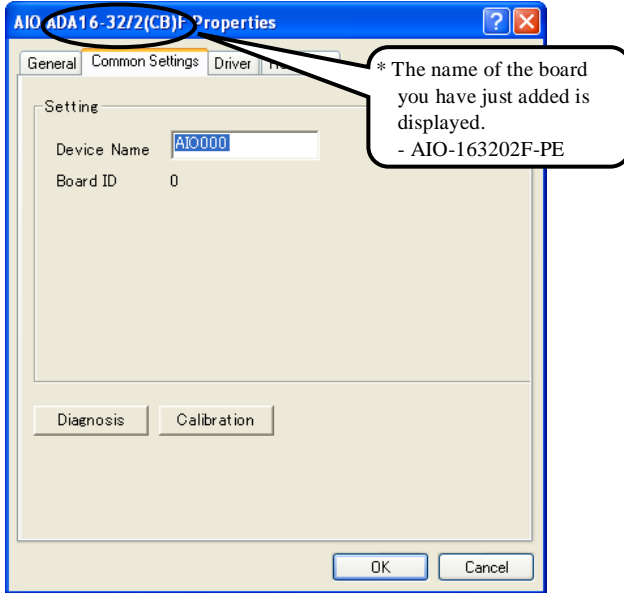 AIO ADA16-32/2(CB)F Properties
General Common Settings Driver
* The name of the board
you have just added is
displayed.
- AIO-163202F-PE
Setting
Device Name AIO000
Board ID 0
Diagnosis Calibration
OK Cancel